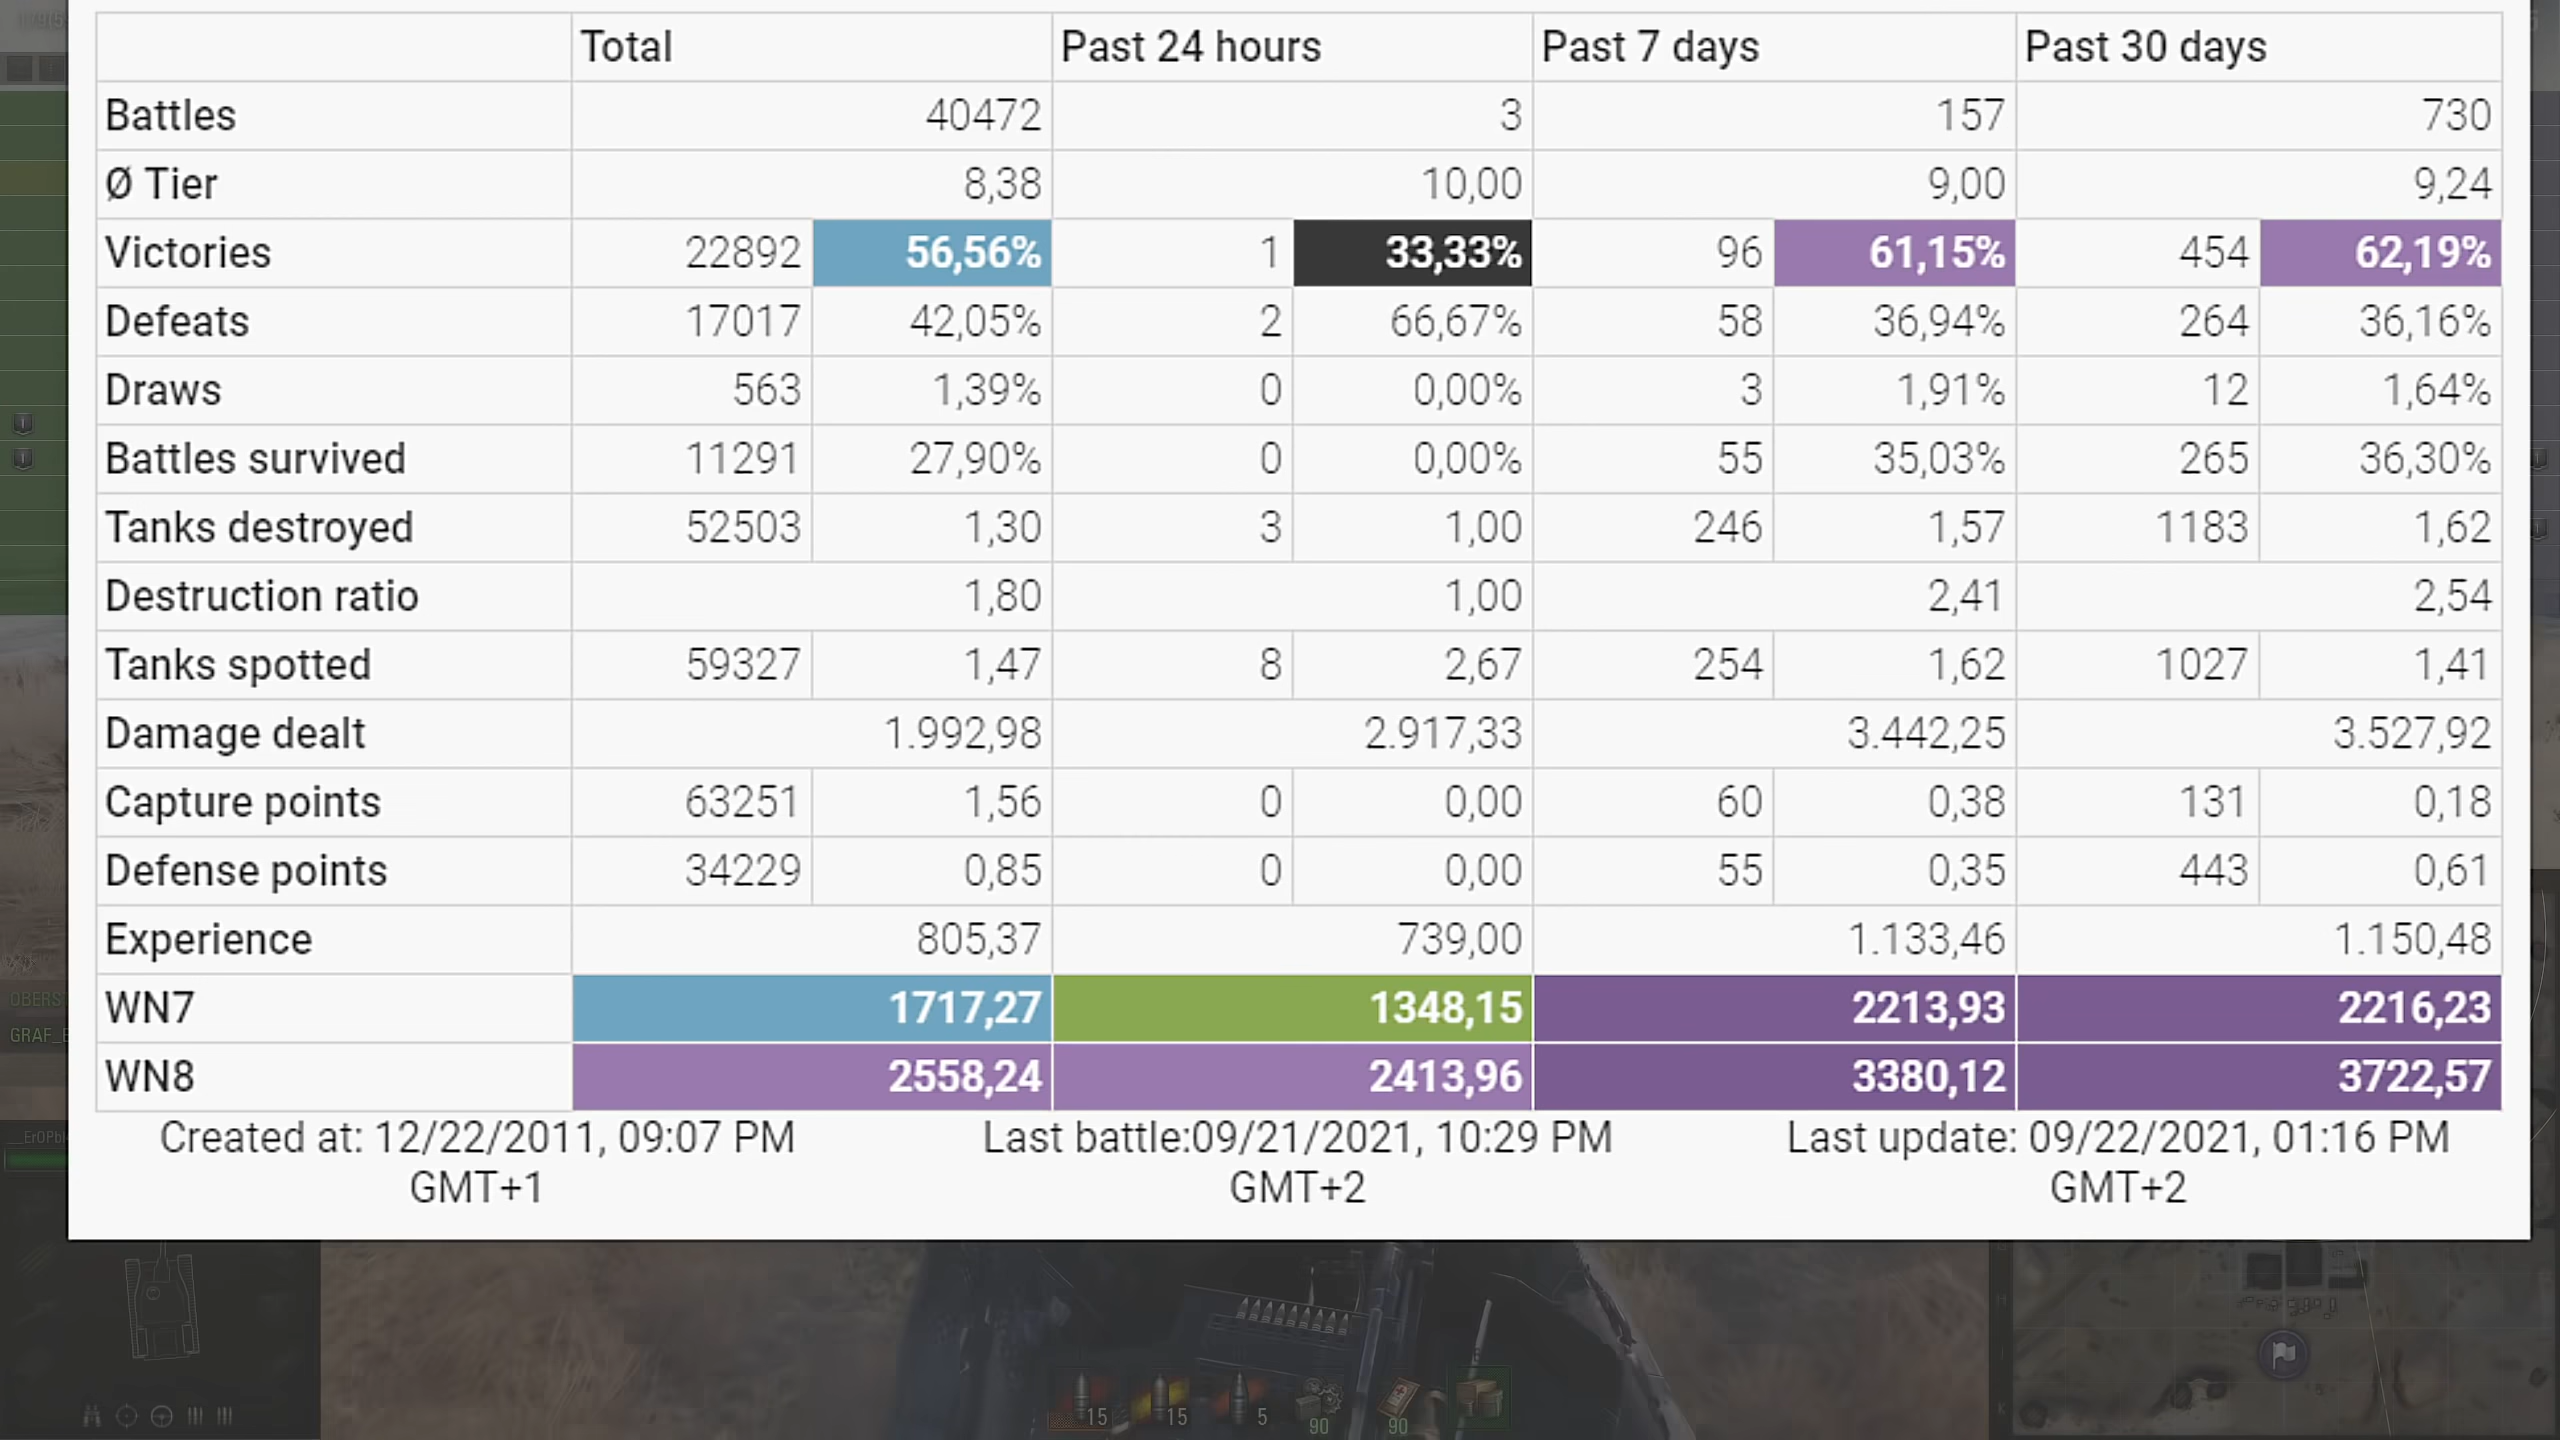 Total Past 24 hours Past 7 days Past 30 days
Battles 40472 3 157 730
Ø Tier 8,38 10,00 9,00 9,24
Victories 22892 56,56% 1 33,33% 96 61,15% 454 62,19%
Defeats 17017 42,05% 2 66,67% 58 36,94% 264 36,16%
Draws 563 1,39% 0 0,00% 3 1,91% 12 1,64%
Battles survived 11291 27,90% 0 0,00% 55 35,03% 265 36,30%
Tanks destroyed 52503 1,30 3 1,00 246 1,57 1183 1,62
Destruction ratio 1,80 1,00 2,41 2,54
Tanks spotted 59327 1,47 8 2,67 254 1,62 1027 1,41
Damage dealt 1.992,98 2.917,33 3.442,25 3.527,92
Capture points 63251 1,56 0 0,00 60 0,38 131 0,18
Defense points 34229 0,85 0 0,00 55 0,35 443 0,61
Experience 805,37 739,00 1.133,46 1.150,48
OBERS
WN7 1717,27 1348,15 2213,93 2216,23
GRAF_
WN8 2558,24 2413,96 3380,12 3722,57
Created at: 12/22/2011, 09:07 PM Last battle:09/21/2021, 10:29 PM Last update: 09/22/2021, 01:16 PM
GMT+1 GMT+2 GMT+2
15 15 5 90 90